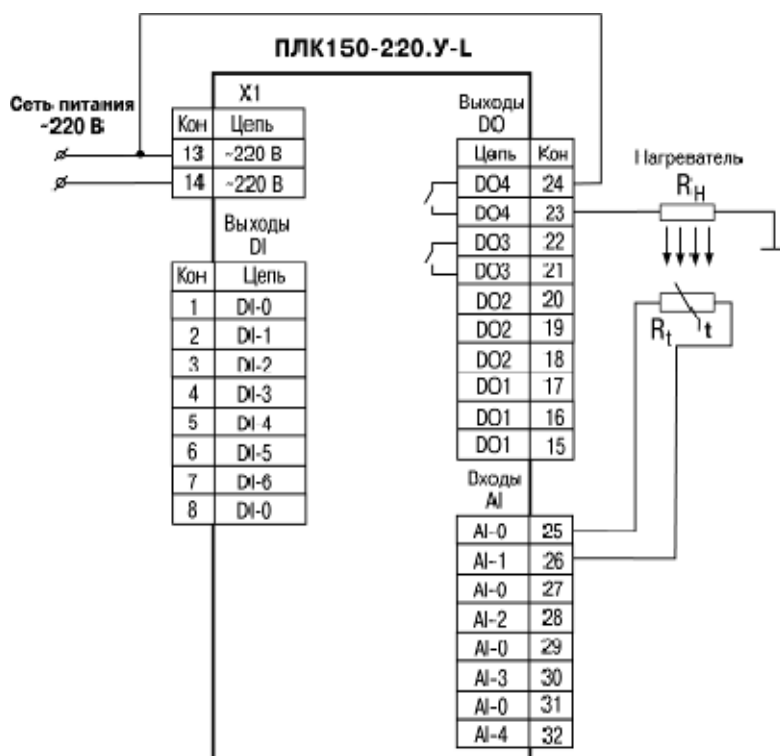 ПЛК150-220.У-L
Сеть питания
~220 В
X1
Кон Цепь
13 ~220 В
14 ~220 В
Выходы
DI
Кон Цепь
1 DI-0
2 DI-1
3 DI-2
4 DI-3
5 DI-4
6 DI-5
7 DI-6
8 DI-0
Выходы
DO
Цепь Кон
DO4 24
DO4 23
DO3 22
DO3 21
DO2 20
DO2 19
DO2 18
DO1 17
DO1 16
DO1 15
Входы
AI
AI-0 25
AI-1 26
AI-0 27
AI-2 28
AI-0 29
AI-3 30
AI-0 31
AI-4 32
Нагреватель
RН
Rt t